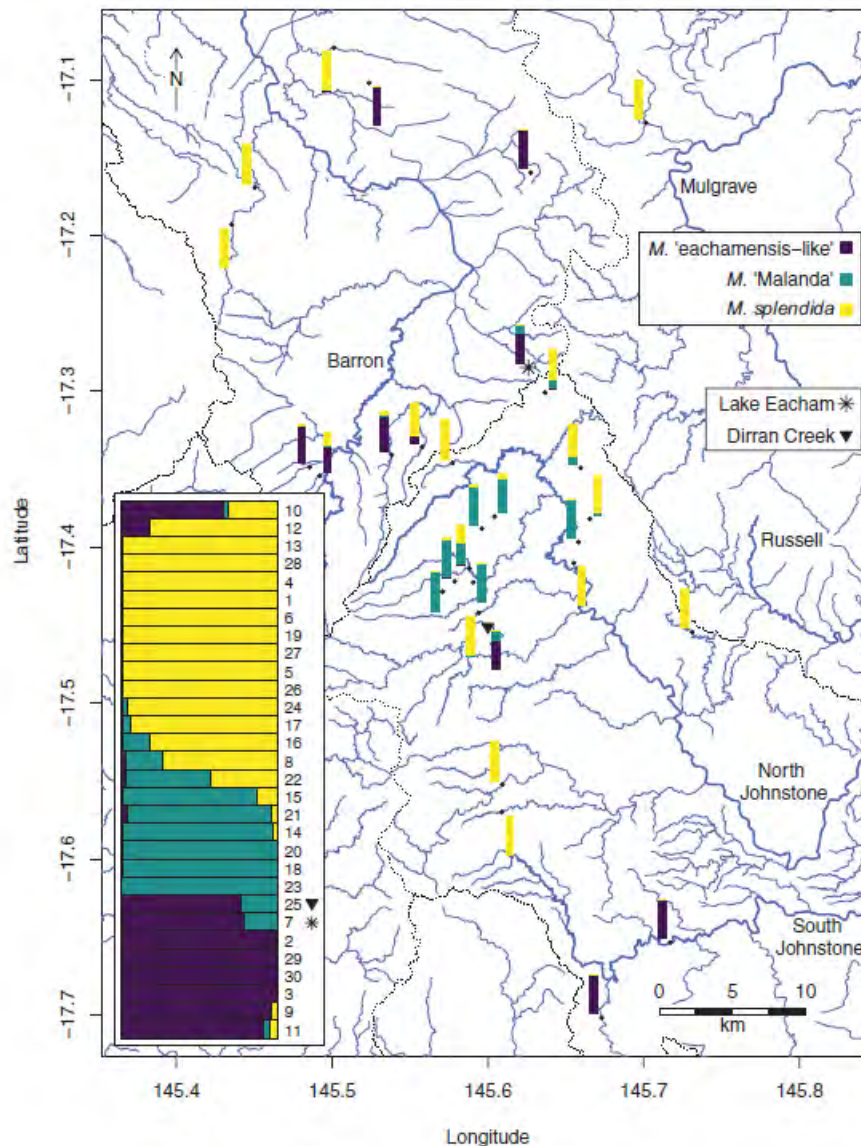 N
Mulgrave
M. 'eachamensis-like'
M. 'Malanda'
M. splendida
Barron
Lake Eacham
Dirran Creek
Russell
North
Johnstone
South
Johnstone
0 5 10
km
10
12
13
28
4
1
6
19
27
5
26
24
17
16
8
22
15
21
14
20
18
23
25
7
2
29
30
3
9
11
Latitude
−17.1
−17.2
−17.3
−17.4
−17.5
−17.6
−17.7
145.4 145.5 145.6 145.7 145.8
Longitude